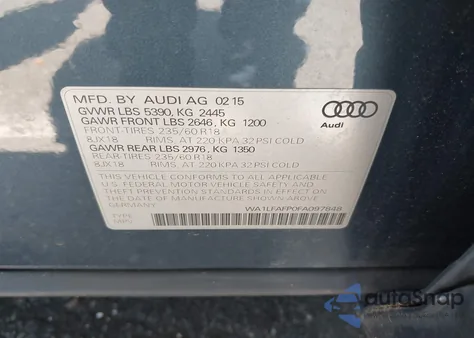 MFD. BY AUDI AG 02 15
GVWR LBS 5390, KG 2445
GAWR FRONT LBS 2646, KG 1200
FRONT-TIRES 235/60 R18
8JX18 RIMS, AT 220 KPA 32 PSI COLD
GAWR REAR LBS 2976, KG 1350
REAR-TIRES 235/60 R18
8JX18 RIMS, AT 220 KPA 32 PSI COLD
THIS VEHICLE CONFORMS TO ALL APPLICABLE
U.S. FEDERAL MOTOR VEHICLE SAFETY AND
THEFT PREVENTION STANDARDS IN EFFECT ON
THE DATE OF MANUFACTURE SHOWN ABOVE.
WA1LFAFP0FA097848
TYPE:
MPV
Audi
autoSnap